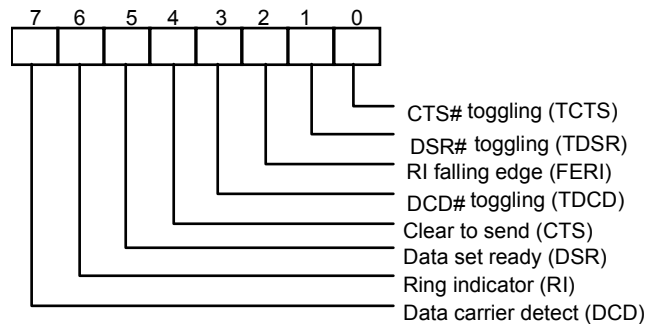 7 6 5 4 3 2 1 0
CTS# toggling (TCTS)
DSR# toggling (TDSR)
RI falling edge (FERI)
DCD# toggling (TDCD)
Clear to send (CTS)
Data set ready (DSR)
Ring indicator (RI)
Data carrier detect (DCD)